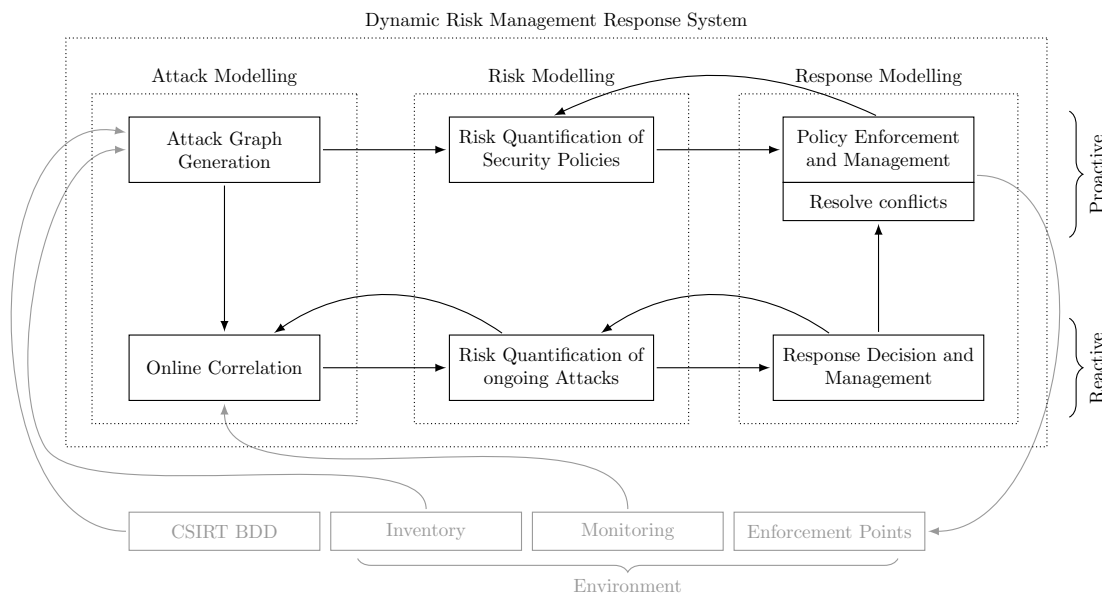 Dynamic Risk Management Response System
Attack Modelling
Risk Modelling
Response Modelling
Attack Graph
Generation
Risk Quantification of
Security Policies
Policy Enforcement
and Management
Resolve conflicts
Proactive
Online Correlation
Risk Quantification of
ongoing Attacks
Response Decision and
Management
Reactive
CSIRT BDD
Inventory
Monitoring
Enforcement Points
Environment